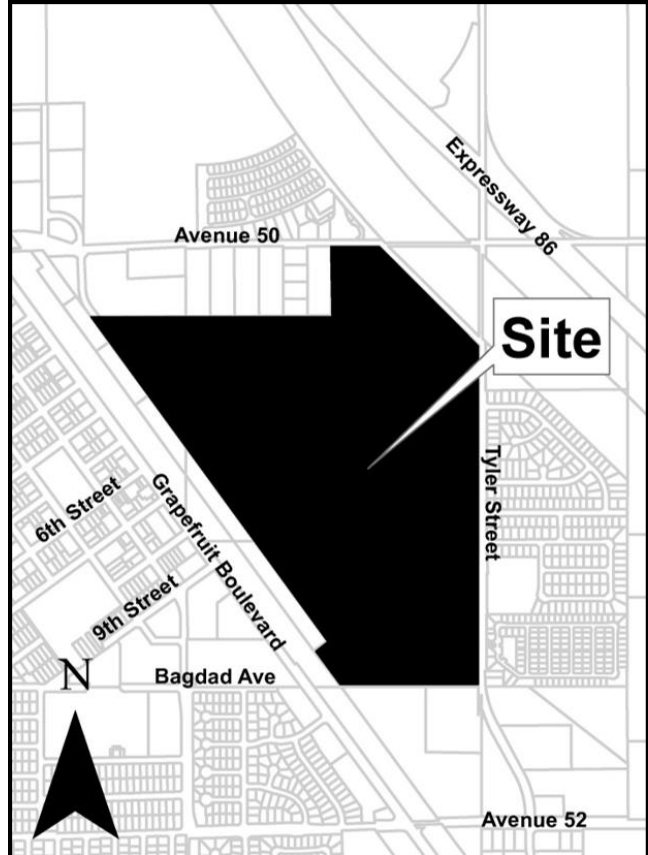 Expressway 86
Avenue 50
Site
Tyler Street
6th Street
Grapefruit Boulevard
9th Street
N
Bagdad Ave
Avenue 52